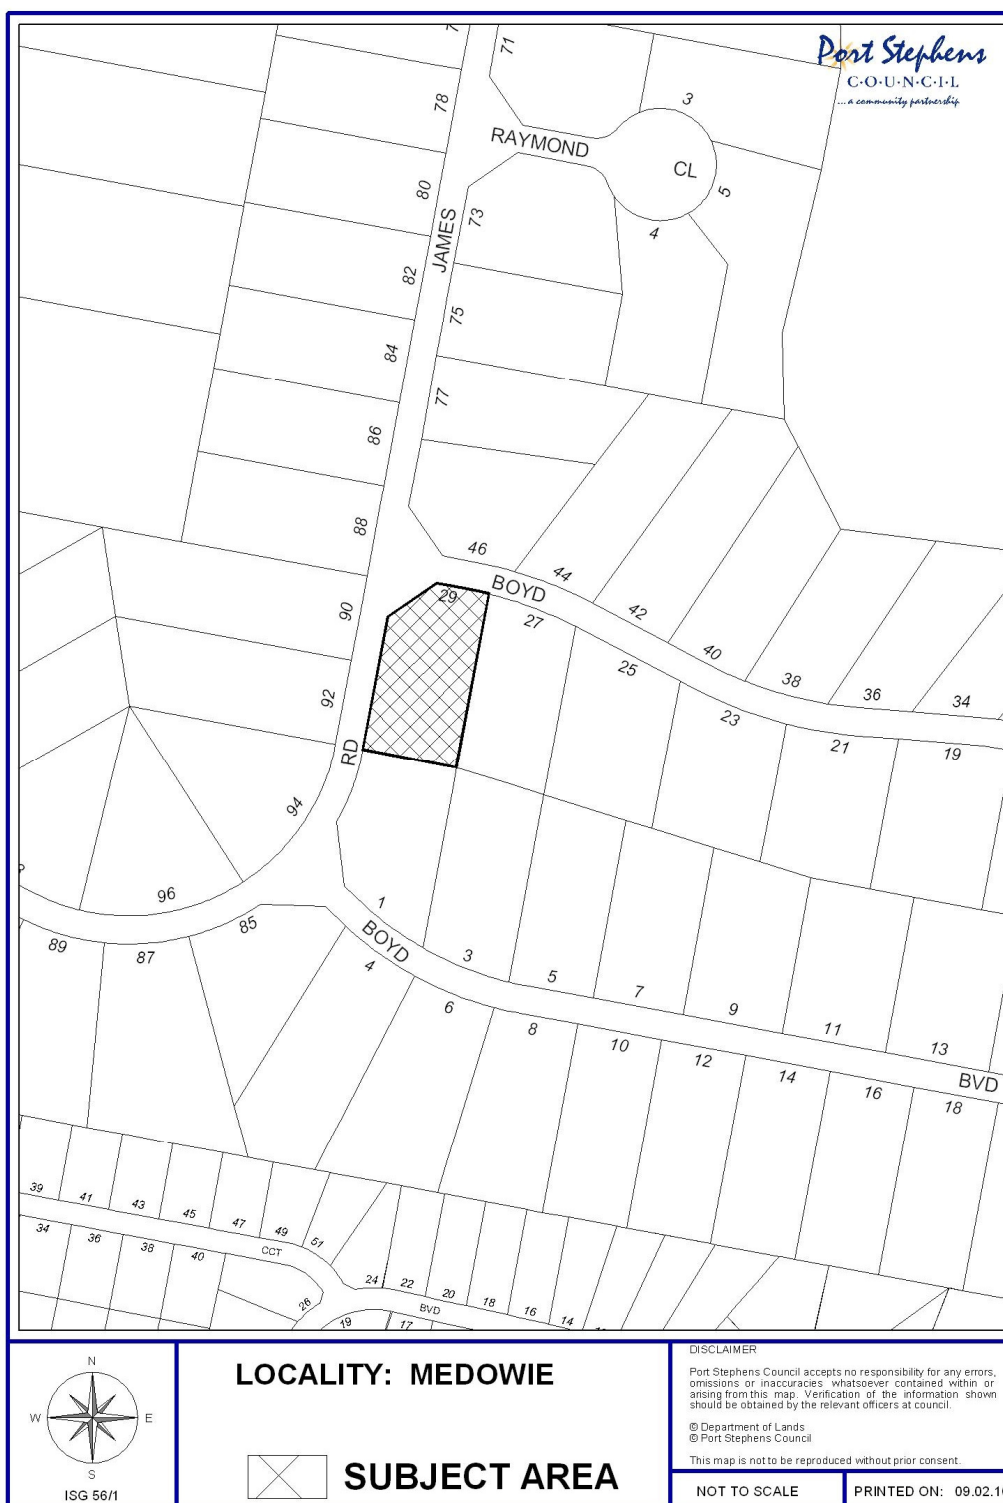 Port Stephens
C·O·U·N·C·I·L
... a community partnership
71
78
3
RAYMOND
CL
80
5
73
4
JAMES
82
75
84
77
86
88
46
44
BOYD
29
90
27
42
40
25
38
36
34
92
23
21
19
RD
94
96
1
85
BOYD
89
87
4
3
5
6
7
8
9
10
11
12
13
14
BVD
16
18
39
41
43
45
47
49
51
34
36
38
40
CCT
24
22
20
18
16
14
26
BVD
19
17
N
W
E
S
ISG 56/1
LOCALITY: MEDOWIE
SUBJECT AREA
DISCLAIMER
Port Stephens Council accepts no responsibility for any errors,
omissions or inaccuracies whatsoever contained within or
arising from this map. Verification of the information shown
should be obtained by the relevant officers at council.
© Department of Lands
© Port Stephens Council
This map is not to be reproduced without prior consent.
NOT TO SCALE
PRINTED ON: 09.02.1